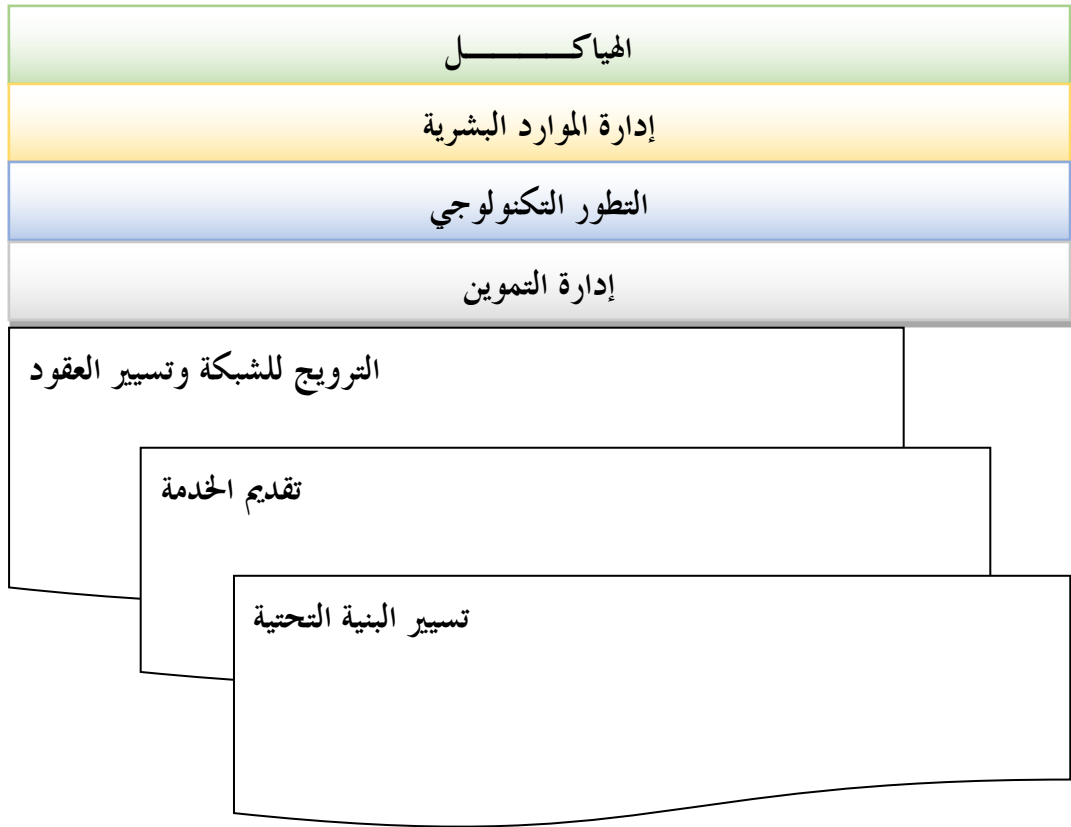 الهياكـــــــــل
إدارة الموارد البشرية
التطور التكنولوجي
إدارة التموين
الترويج للشبكة وتسيير العقود
تقديم الخدمة
تسيير البنية التحتية